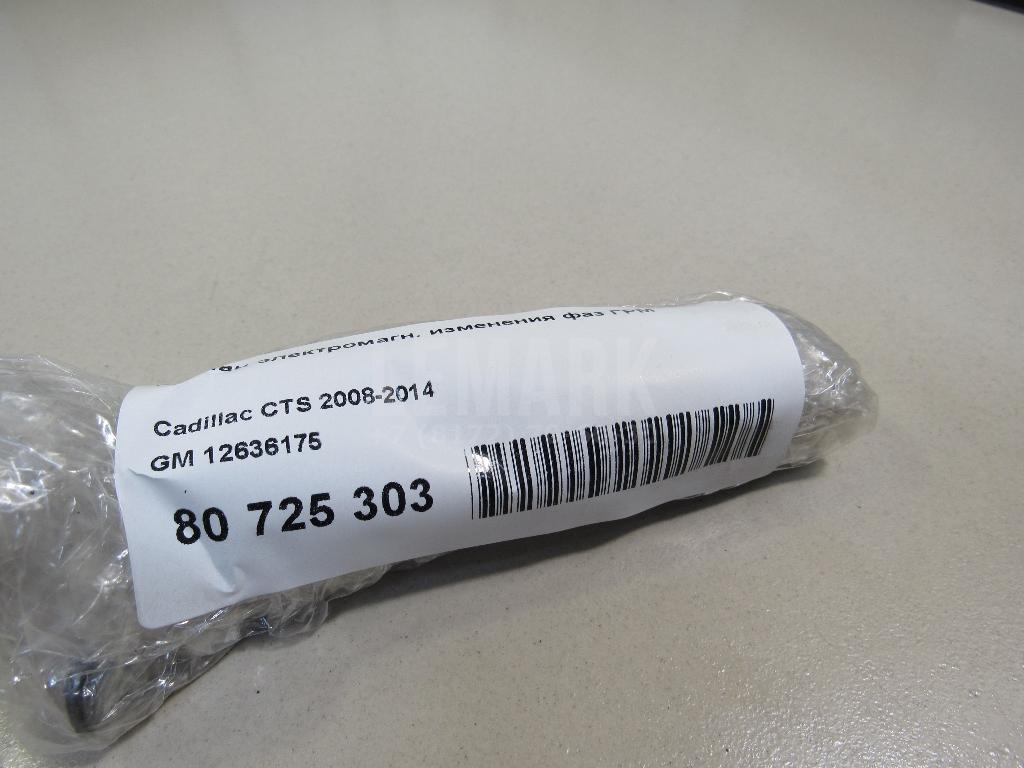 электромагн. изменения фаз ГРМ
Cadillac CTS 2008-2014
GM 12636175
80 725 303